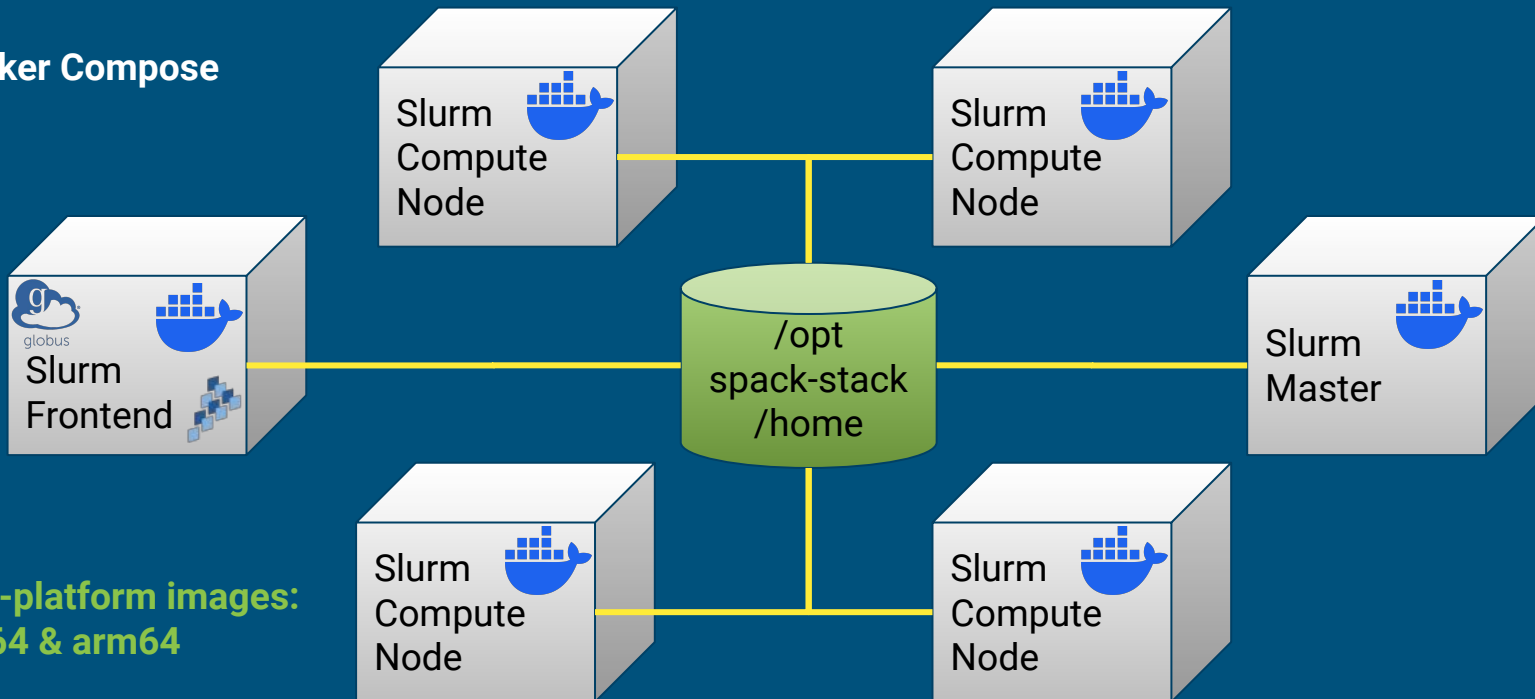 ker Compose
Slurm
Compute
Node
Slurm
Compute
Node
g
globus
Slurm
Frontend
/opt
spack-stack
/home
Slurm
Master
-platform images:
64 & arm64
Slurm
Compute
Node
Slurm
Compute
Node